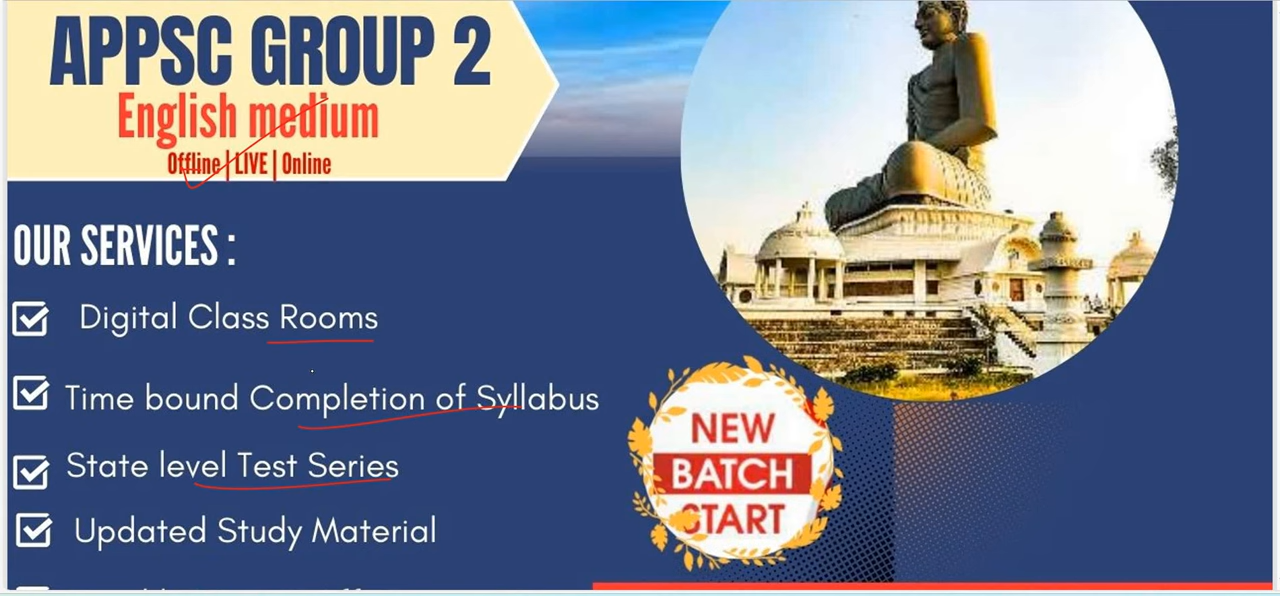 APPSC GROUP 2
English medium
Offline | LIVE | Online
OUR SERVICES :
Digital Class Rooms
Time bound Completion of Syllabus
State level Test Series
Updated Study Material
NEW
BATCH
START